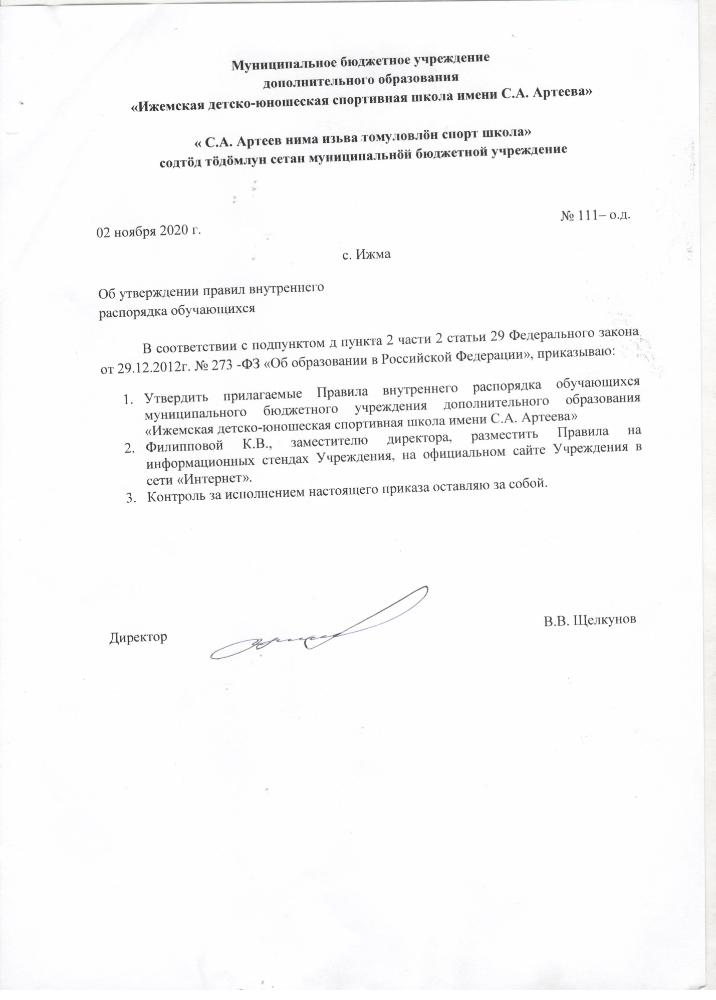 Муниципальное бюджетное учреждение
дополнительного образования
«Ижемская детско-юношеская спортивная школа имени С.А. Артеева»
« С.А. Артеев нима изьва томуловлӧн спорт школа»
содтӧд тӧдӧмлун сетан муниципальнӧй бюджетной учреждение
№ 111– о.д.
02 ноября 2020 г.
с. Ижма
Об утверждении правил внутреннего
распорядка обучающихся
В соответствии с подпунктом д пункта 2 части 2 статьи 29 Федерального закона
от 29.12.2012г. № 273 -ФЗ «Об образовании в Российской Федерации», приказываю:
1. Утвердить прилагаемые Правила внутреннего распорядка обучающихся
муниципального бюджетного учреждения дополнительного образования
«Ижемская детско-юношеская спортивная школа имени С.А. Артеева»
2. Филипповой К.В., заместителю директора, разместить Правила на
информационных стендах Учреждения, на официальном сайте Учреждения в
сети «Интернет».
3. Контроль за исполнением настоящего приказа оставляю за собой.
Директор
В.В. Щелкунов